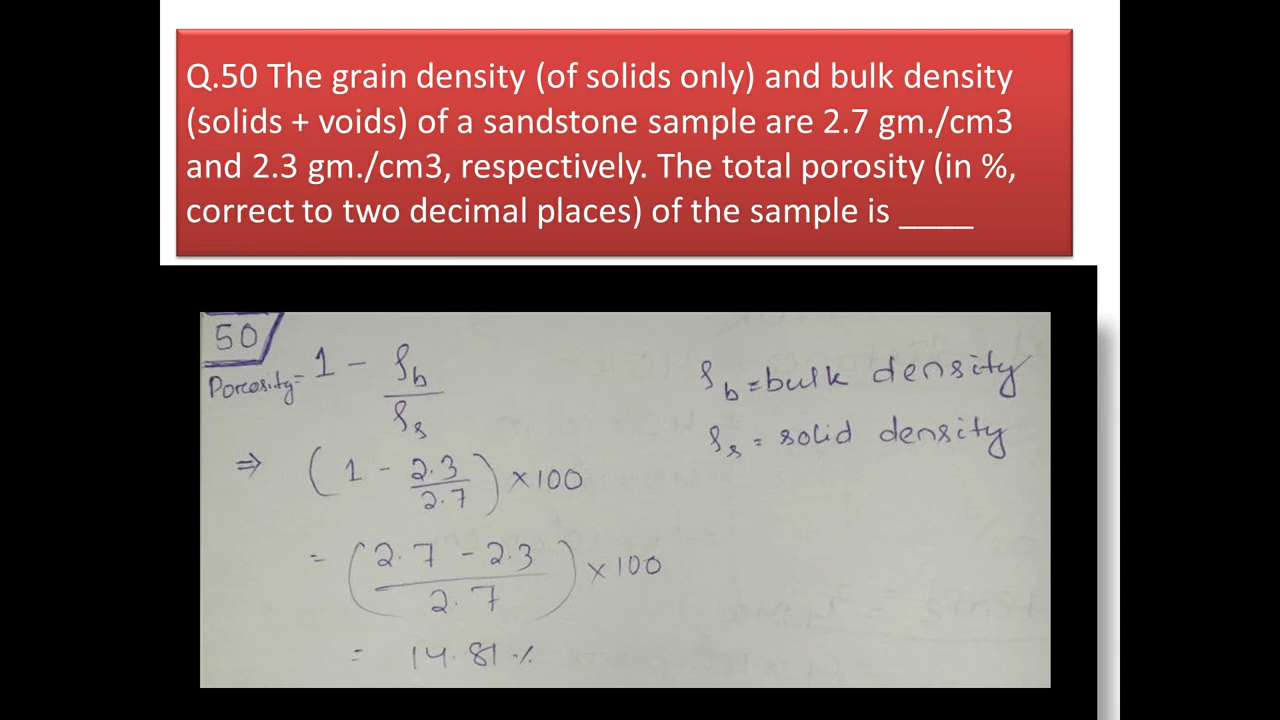 Q.50 The grain density (of solids only) and bulk density
(solids + voids) of a sandstone sample are 2.7 gm./cm3
and 2.3 gm./cm3, respectively. The total porosity (in %,
correct to two decimal places) of the sample is ____
50
Porosity = 1 - ρb/ρs
ρb = bulk density
ρs = solid density
⇒ (1 - 2.3/2.7) × 100
= (2.7 - 2.3/2.7) × 100
= 14.81 %